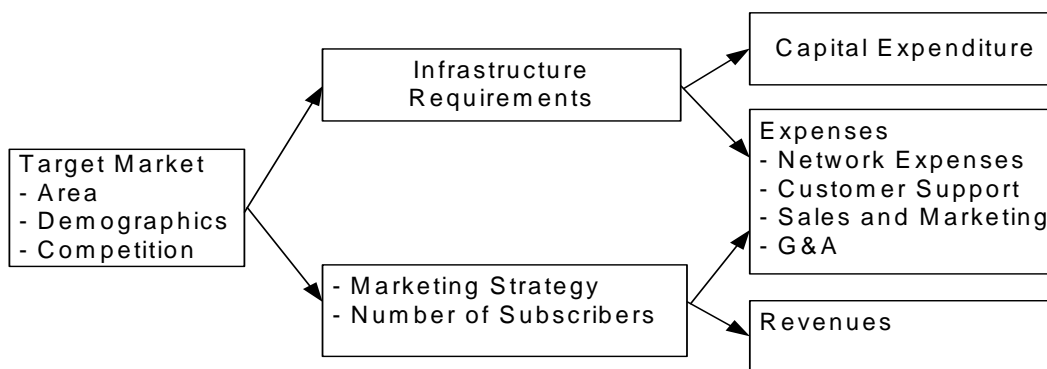 Target Market
- Area
- Demographics
- Competition
Infrastructure
Requirements
- Marketing Strategy
- Number of Subscribers
Capital Expenditure
Expenses
- Network Expenses
- Customer Support
- Sales and Marketing
- G&A
Revenues